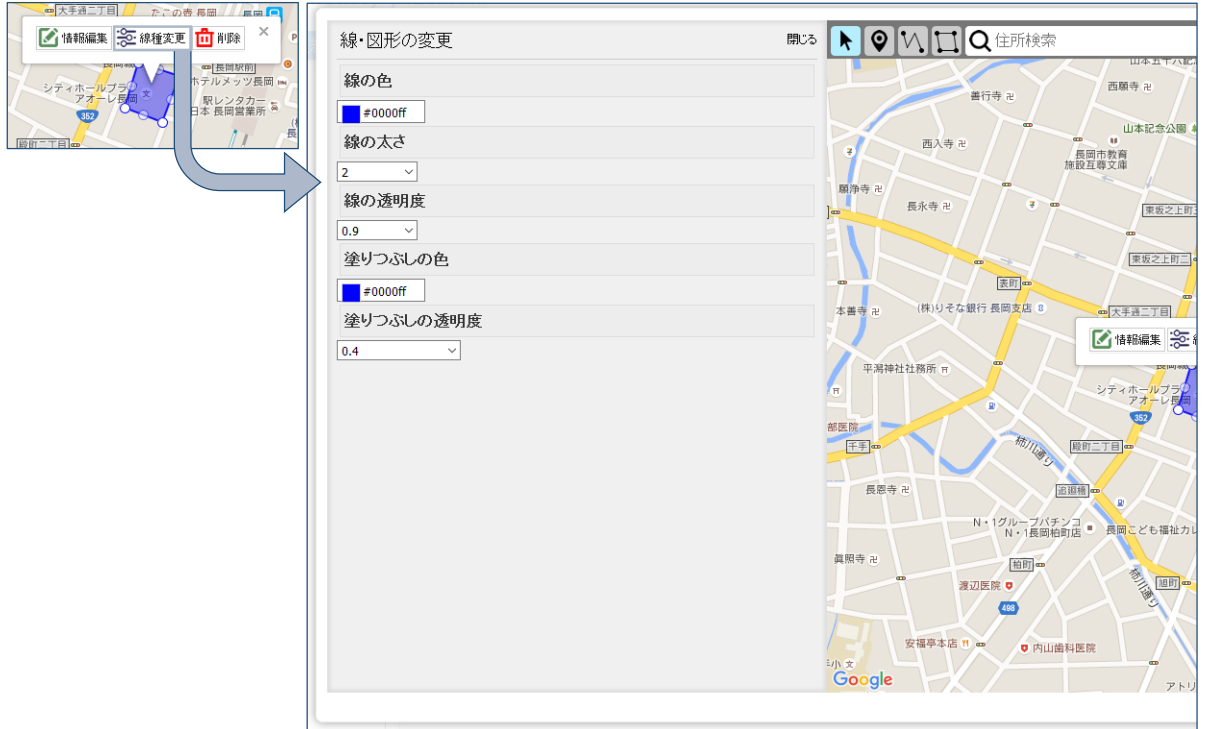 大手通二丁目
たこの壺 長岡
長岡
情報編集
線種変更
削除
×
長岡駅前
シティホールプラ
アオーレ長岡
ホテルメッツ長岡
駅レンタカー
日本 長岡営業所
文
352
殿町二丁目
線・図形の変更
閉じる
線の色
#0000ff
線の太さ
2
線の透明度
0.9
塗りつぶしの色
#0000ff
塗りつぶしの透明度
0.4
住所検索
山本五十六記
善行寺
西願寺
山本記念公園
西入寺
長岡市教育
施設互尊文庫
願浄寺
長永寺
東坂之上町三
東坂之上町二
表町
本善寺
(株)りそな銀行 長岡支店
大手通二丁目
情報編集
平潟神社社務所
シティホールプラ
アオーレ長岡
352
部医院
千手
柿川通り
殿町二丁目
長恩寺
追廻橋
N・1グループパチンコ
N・1長岡柏町店
長岡こども福祉カレ
眞照寺
柏町
渡辺医院
柿川通り
旭町
498
安福亭本店
内山歯科医院
小
文
Google
アトリ